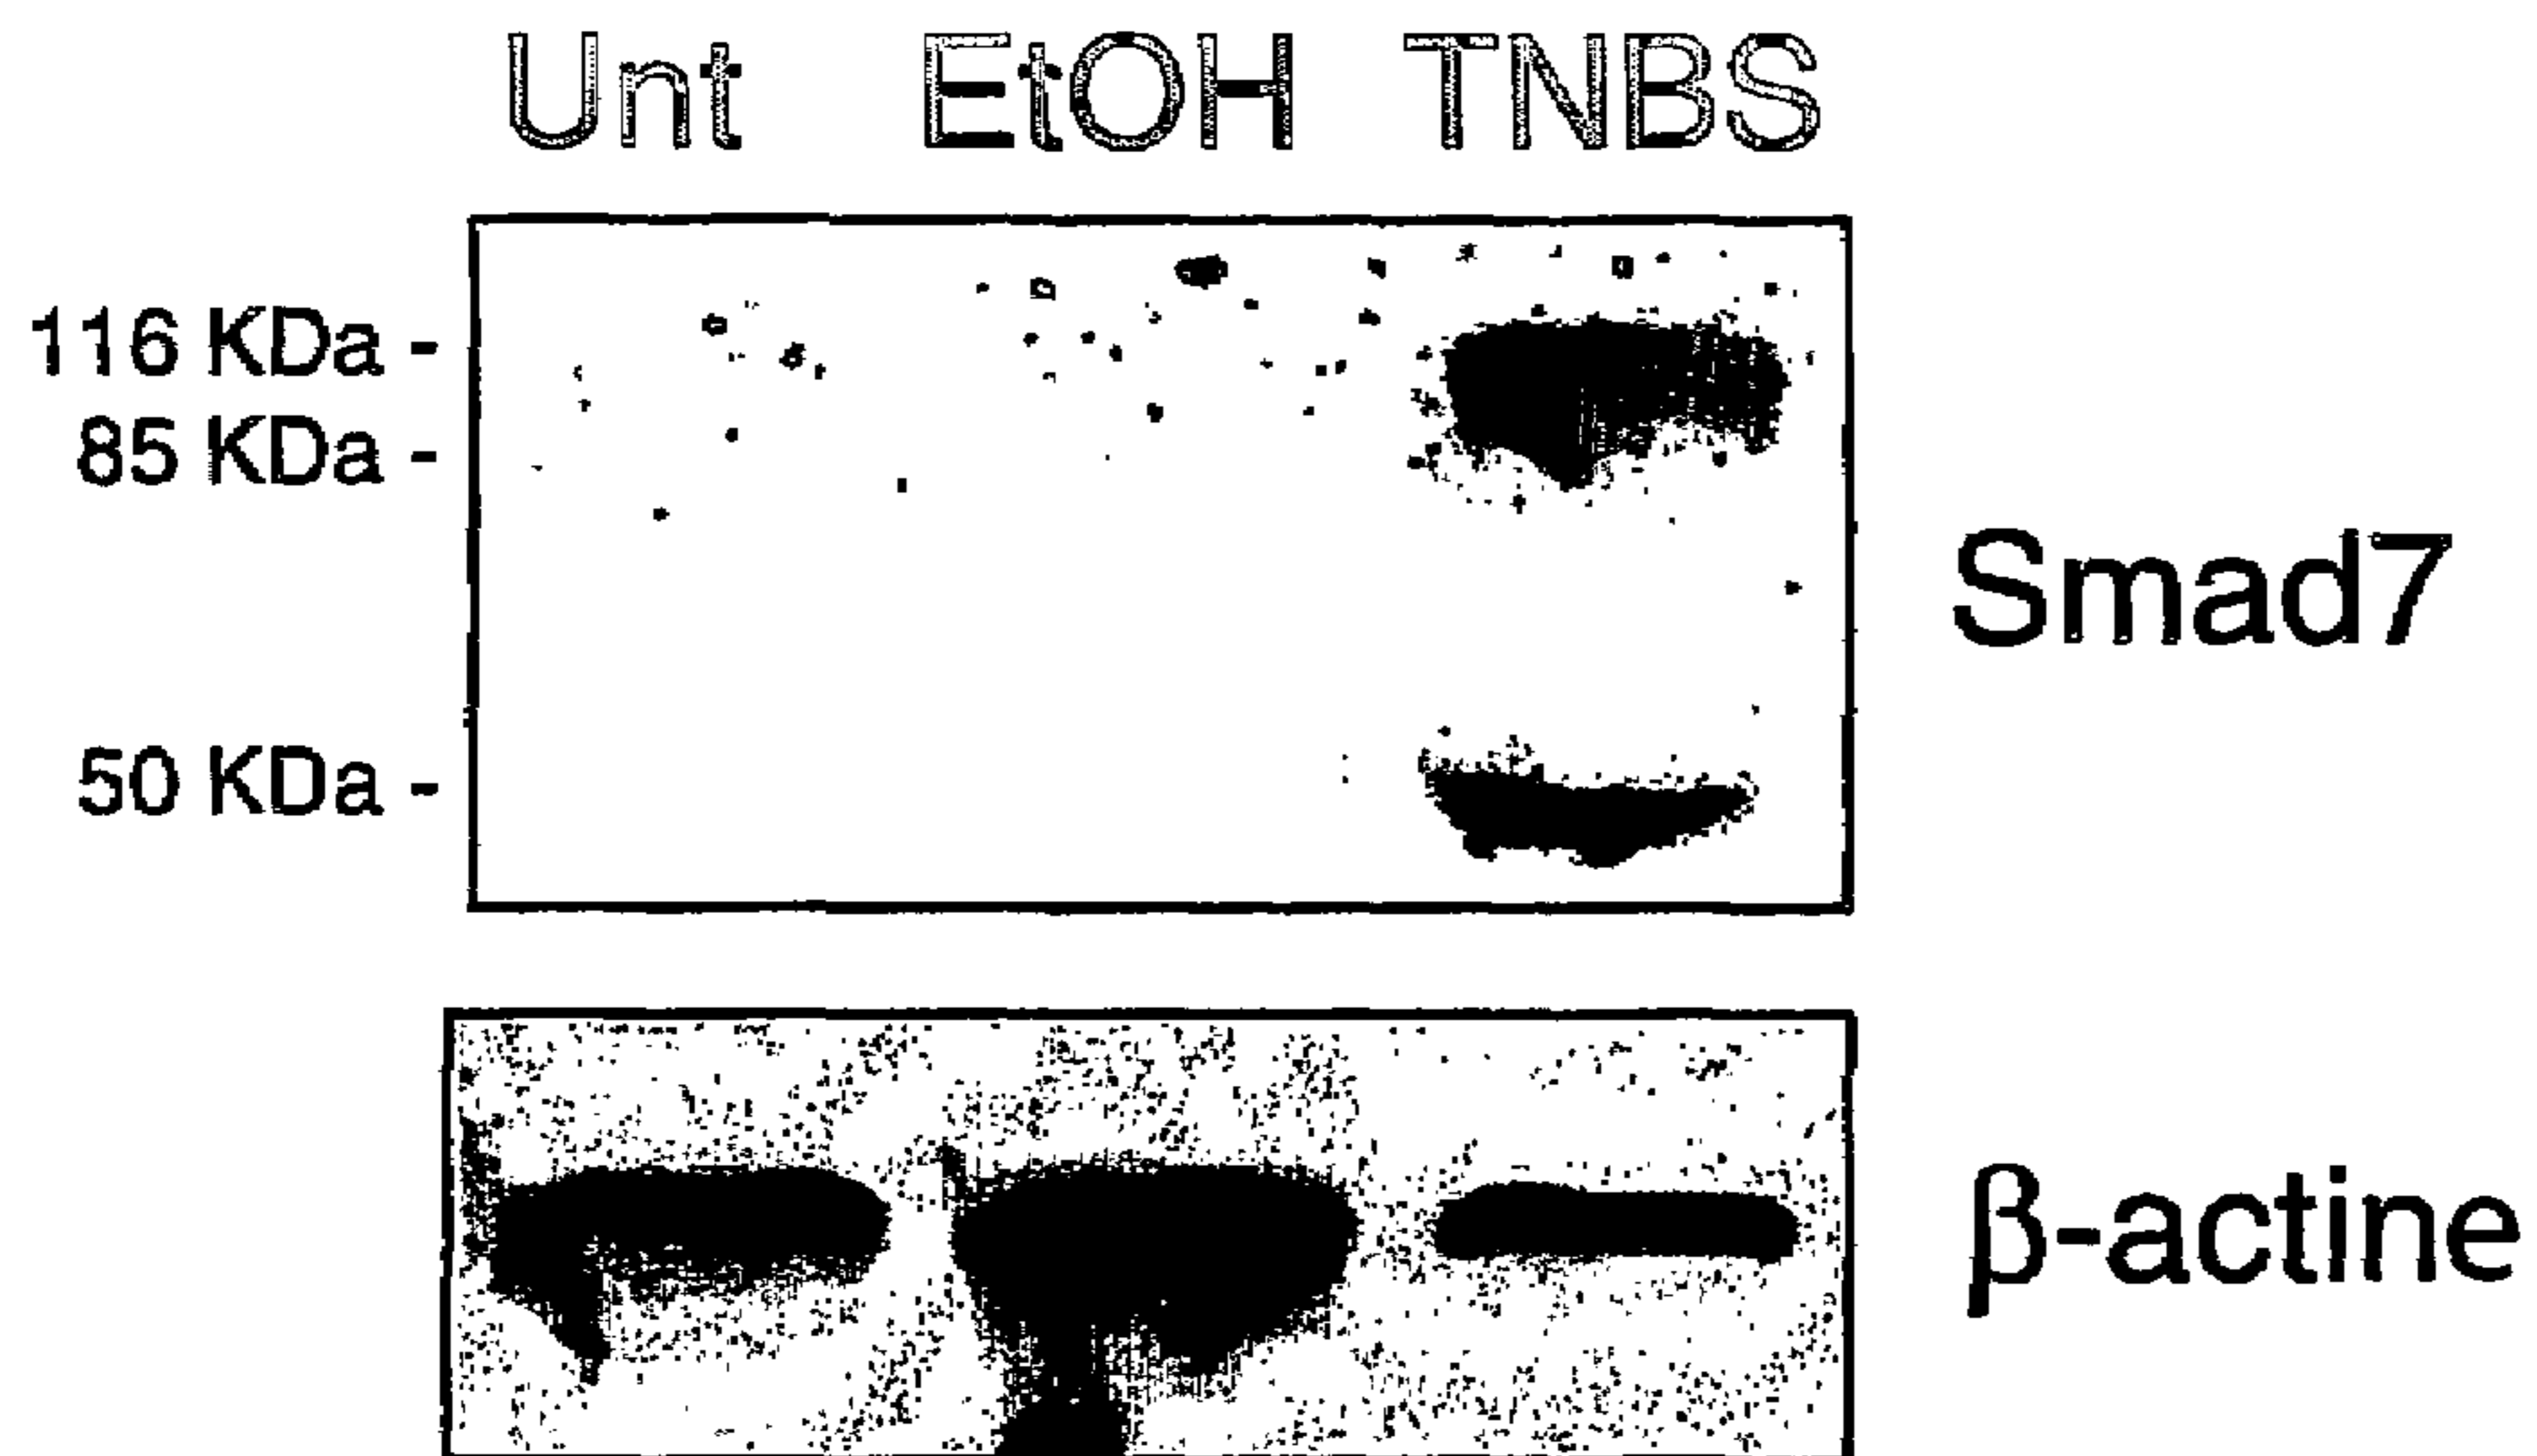 Unt EtOH TNBS
116 KDa -
85 KDa -
Smad7
50 KDa -
β-actine